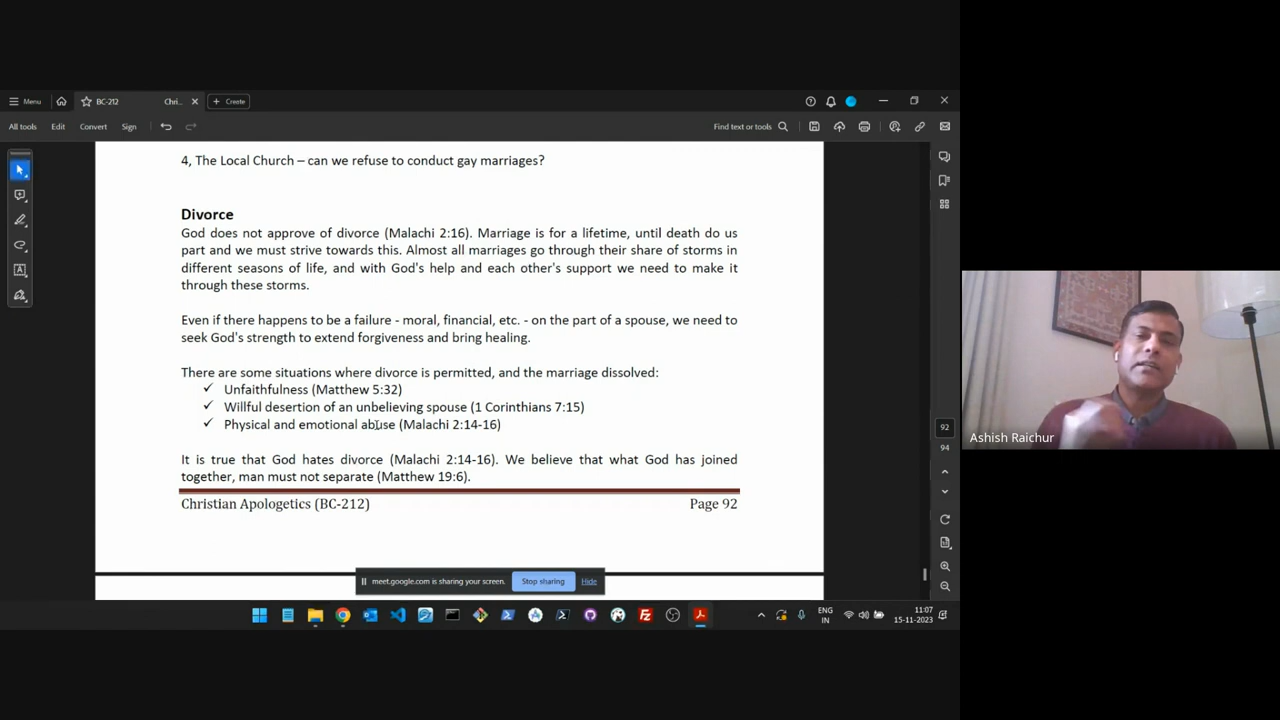 Menu
BC-212
Chri...
Create
All tools
Edit
Convert
Sign
Find text or tools
4, The Local Church – can we refuse to conduct gay marriages?
Divorce
God does not approve of divorce (Malachi 2:16). Marriage is for a lifetime, until death do us
part and we must strive towards this. Almost all marriages go through their share of storms in
different seasons of life, and with God's help and each other's support we need to make it
through these storms.
Even if there happens to be a failure - moral, financial, etc. - on the part of a spouse, we need to
seek God's strength to extend forgiveness and bring healing.
There are some situations where divorce is permitted, and the marriage dissolved:
✓ Unfaithfulness (Matthew 5:32)
✓ Willful desertion of an unbelieving spouse (1 Corinthians 7:15)
✓ Physical and emotional abuse (Malachi 2:14-16)
It is true that God hates divorce (Malachi 2:14-16). We believe that what God has joined
together, man must not separate (Matthew 19:6).
Christian Apologetics (BC-212) Page 92
92
94
meet.google.com is sharing your screen.
Stop sharing
Hide
ENG
IN
11:07
15-11-2023
Ashish Raichur